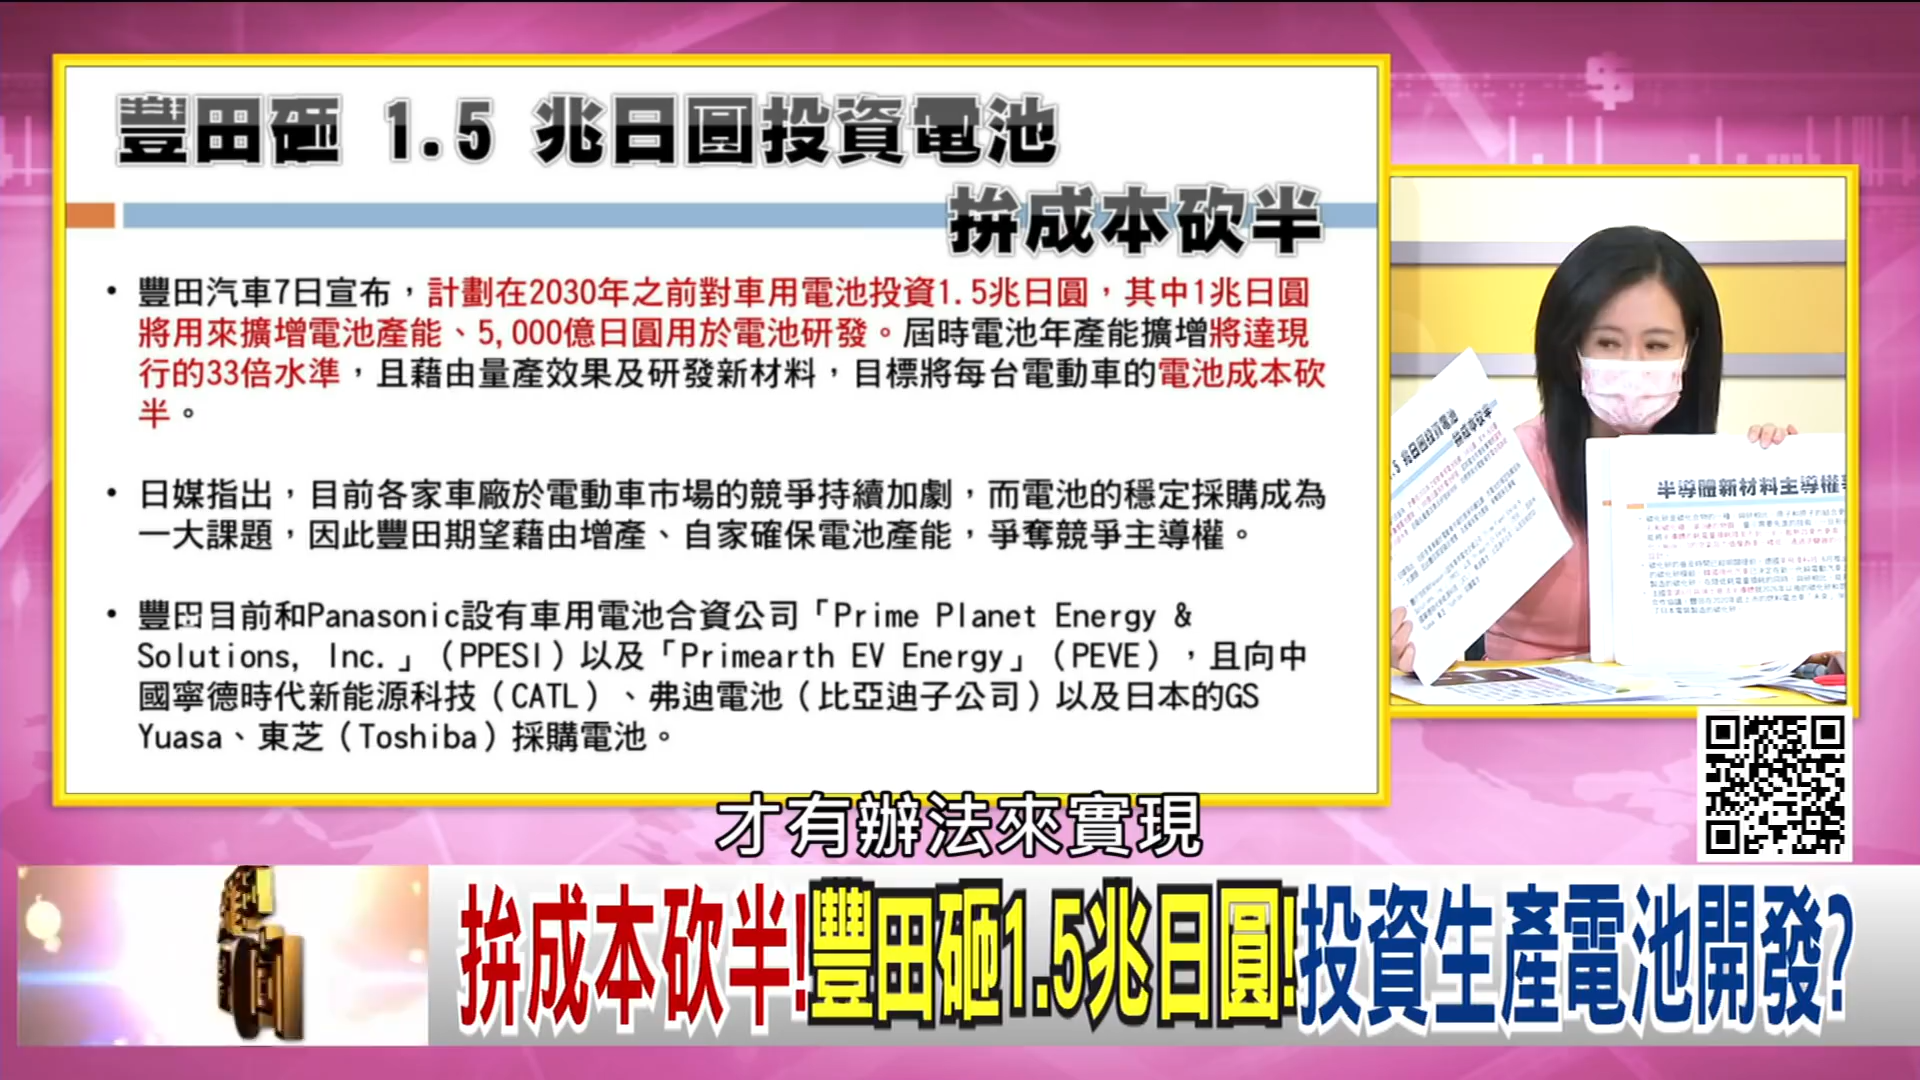 豐田砸 1.5 兆日圓投資電池
拚成本砍半
• 豐田汽車7日宣布，計劃在2030年之前對車用電池投資1.5兆日圓，其中1兆日圓
將用來擴增電池產能、5,000億日圓用於電池研發。屆時電池年產能擴增將達現
行的33倍水準，且藉由量產效果及研發新材料，目標將每台電動車的電池成本砍
半。
• 日媒指出，目前各家車廠於電動車市場的競爭持續加劇，而電池的穩定採購成為
一大課題，因此豐田期望藉由增產、自家確保電池產能，爭奪競爭主導權。
• 豐田目前和Panasonic設有車用電池合資公司「Prime Planet Energy &
Solutions, Inc.」（PPESI）以及「Primearth EV Energy」（PEVE），且向中
國寧德時代新能源科技（CATL）、弗迪電池（比亞迪子公司）以及日本的GS
Yuasa、東芝（Toshiba）採購電池。
兆日圓投資電池
拚成本砍半
半導體新材料主導權
才有辦法來實現
拚成本砍半!豐田砸1.5兆日圓!投資生產電池開發?